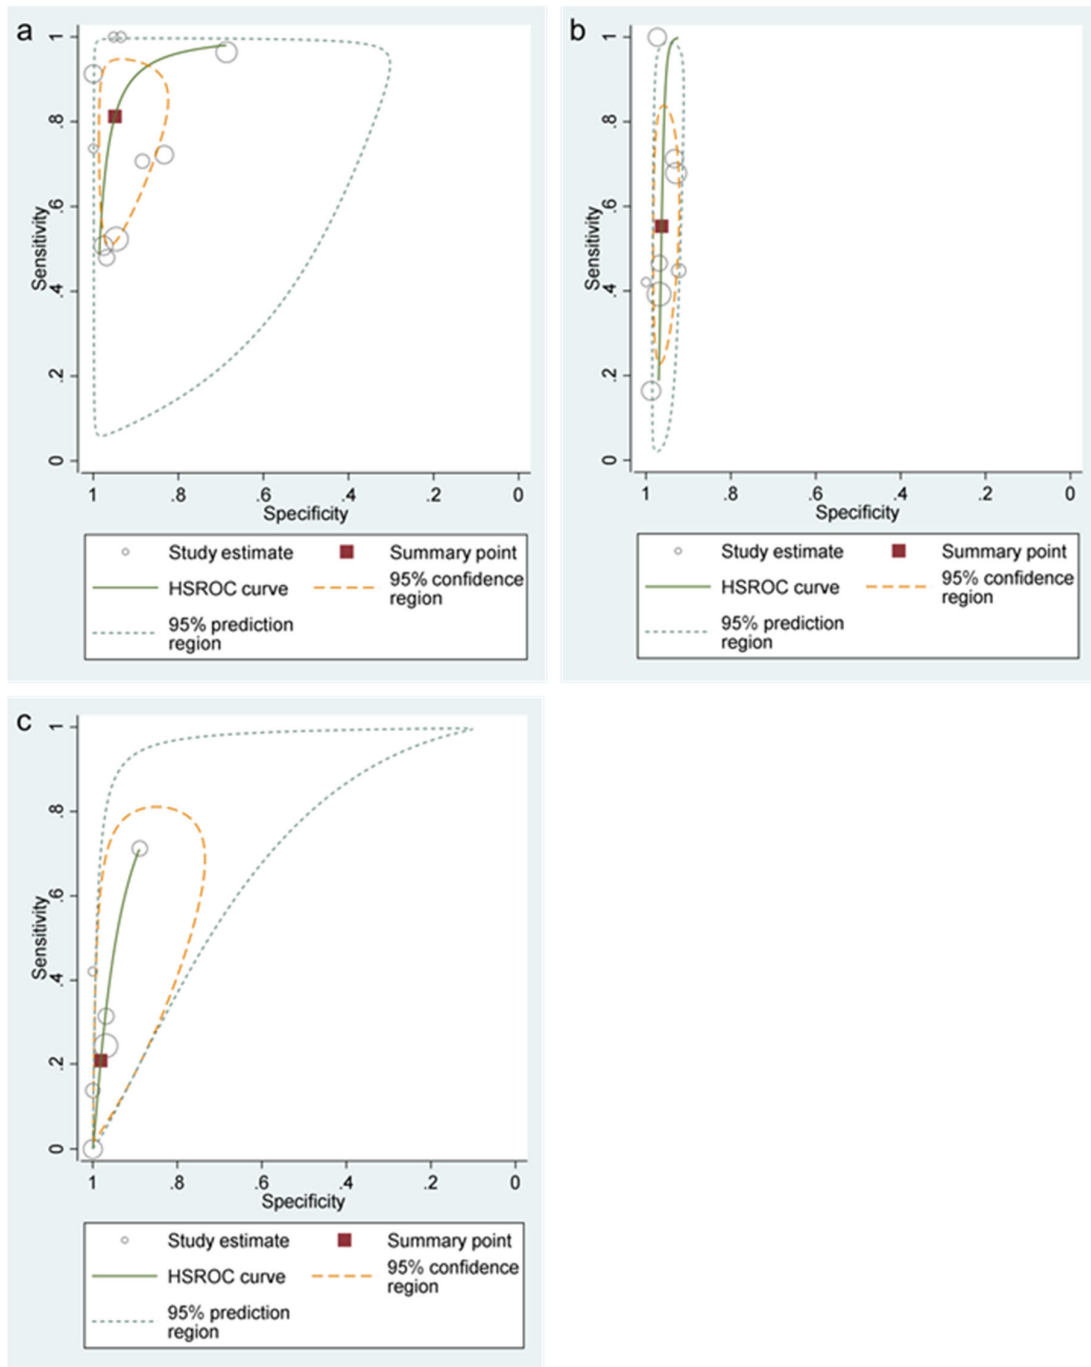 a
Sensitivity
0 .2 .4 .6 .8 1
1 .8 .6 .4 .2 0
Specificity
Study estimate Summary point
HSROC curve 95% confidence
region
95% prediction
region
b
Sensitivity
0 .2 .4 .6 .8 1
1 .8 .6 .4 .2 0
Specificity
Study estimate Summary point
HSROC curve 95% confidence
region
95% prediction
region
c
Sensitivity
0 .2 .4 .6 .8 1
1 .8 .6 .4 .2 0
Specificity
Study estimate Summary point
HSROC curve 95% confidence
region
95% prediction
region